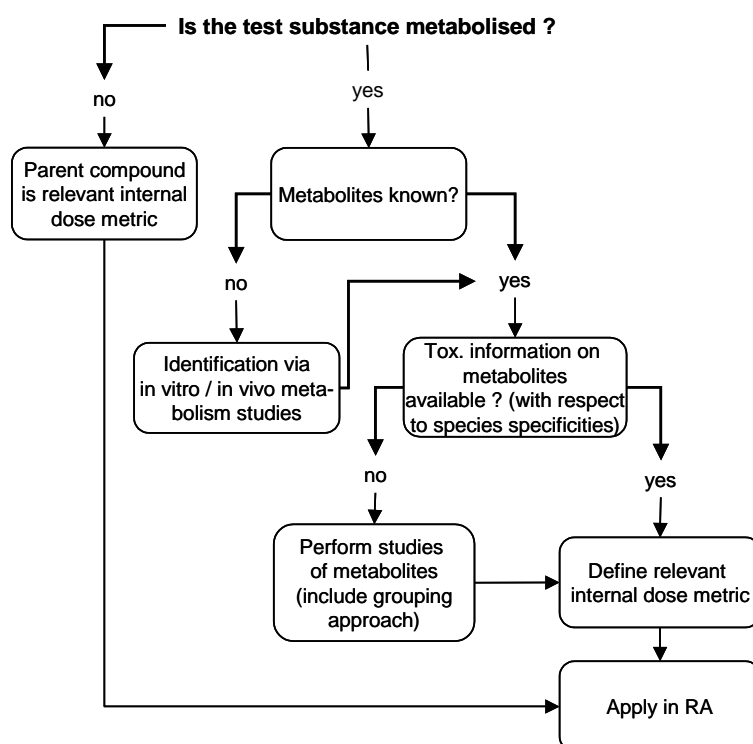 Is the test substance metabolised ?
no
yes
Parent compound
is relevant internal
dose metric
Metabolites known?
no
yes
Identification via
in vitro / in vivo meta-
bolism studies
Tox. information on
metabolites
available ? (with respect
to species specificities)
no
yes
Perform studies
of metabolites
(include grouping
approach)
Define relevant
internal dose metric
Apply in RA